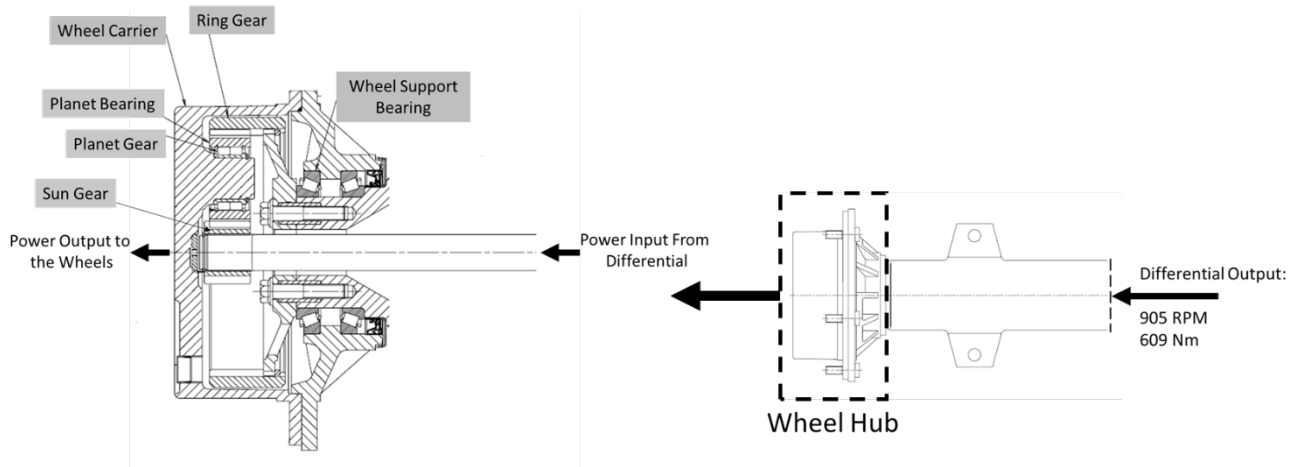 Ring Gear
Wheel Carrier
Wheel Support
Bearing
Planet Bearing
Planet Gear
Sun Gear
Power Output to
the Wheels
Power Input From
Differential
Differential Output:
905 RPM
609 Nm
Wheel Hub